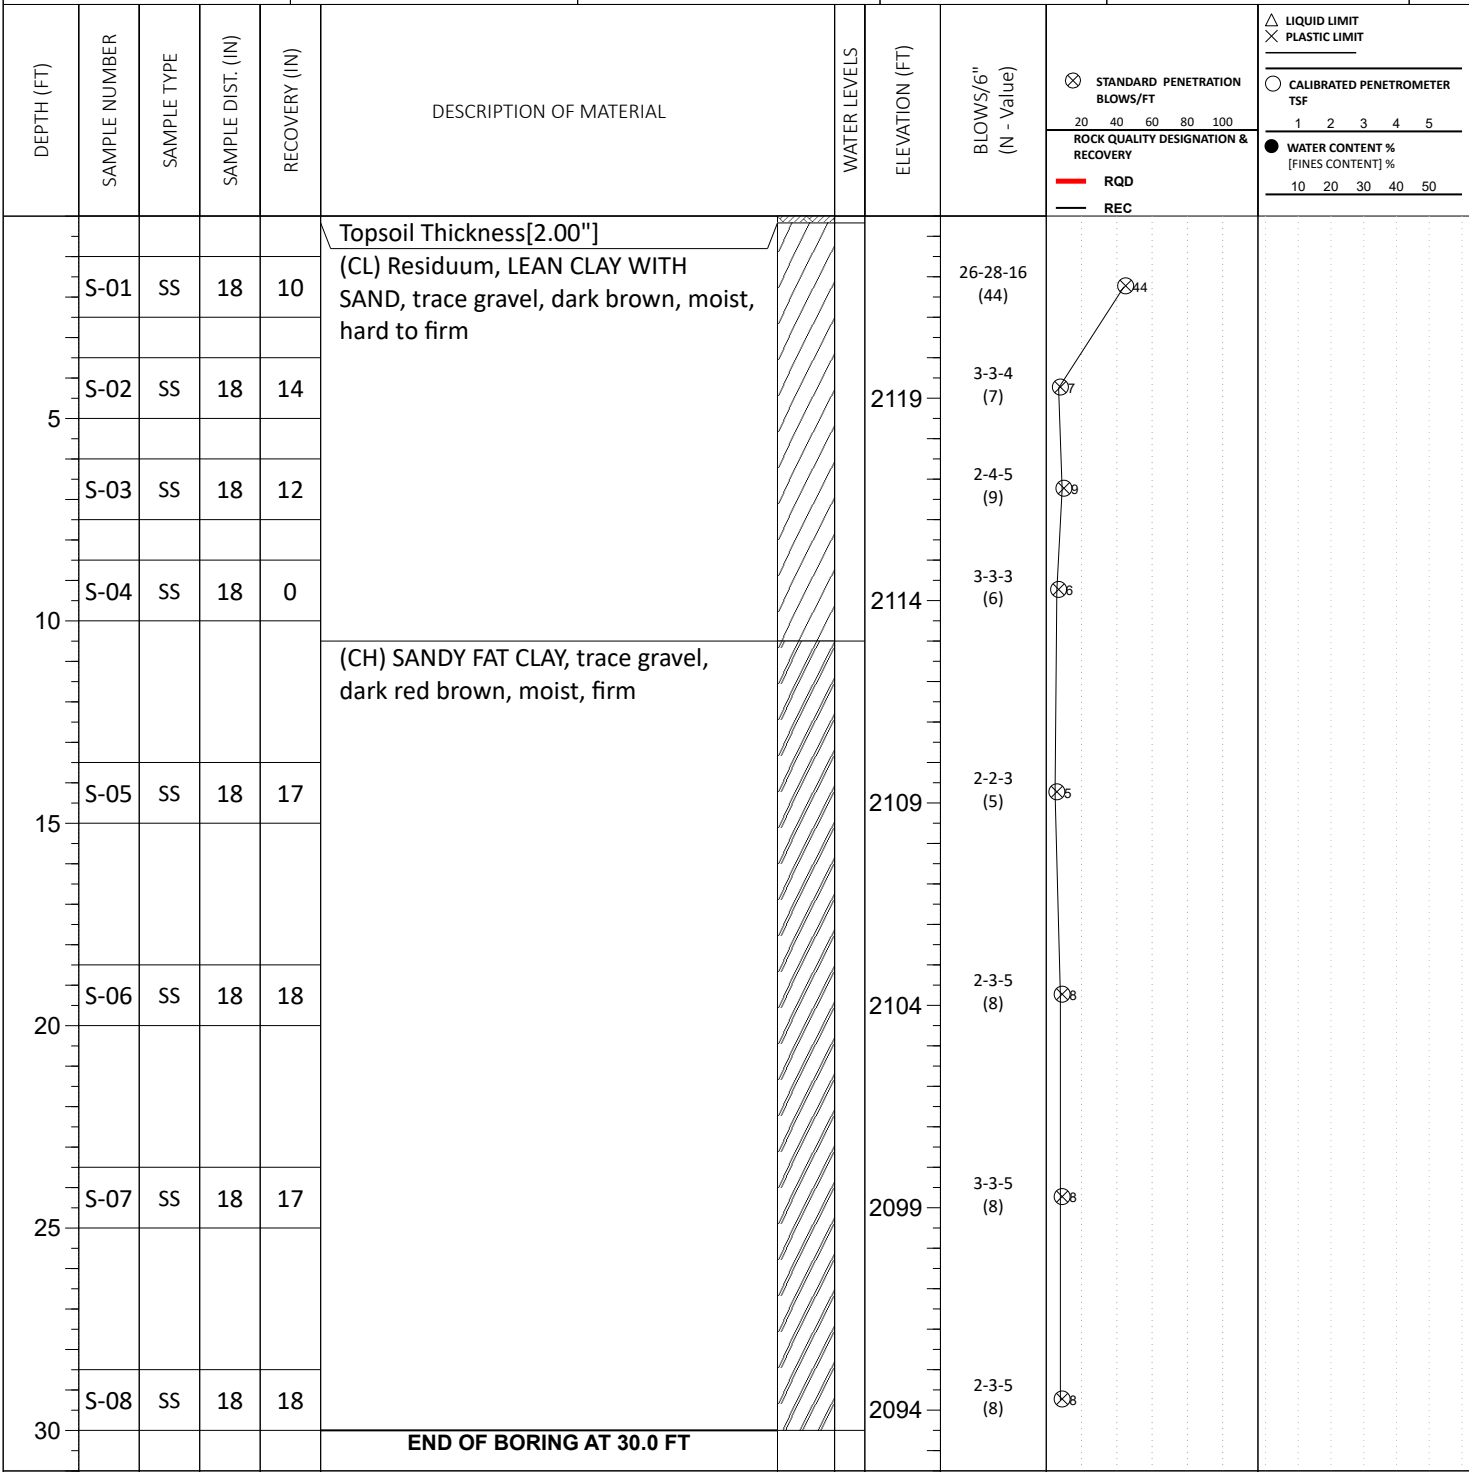 DEPTH (FT)
SAMPLE NUMBER
SAMPLE TYPE
SAMPLE DIST. (IN)
RECOVERY (IN)
DESCRIPTION OF MATERIAL
WATER LEVELS
ELEVATION (FT)
BLOWS/6"
(N - Value)
STANDARD PENETRATION
BLOWS/FT
20 40 60 80 100
ROCK QUALITY DESIGNATION &
RECOVERY
RQD
REC
LIQUID LIMIT
PLASTIC LIMIT
CALIBRATED PENETROMETER
TSF
1 2 3 4 5
WATER CONTENT %
[FINES CONTENT] %
10 20 30 40 50
Topsoil Thickness[2.00"]
(CL) Residuum, LEAN CLAY WITH
SAND, trace gravel, dark brown, moist,
hard to firm
S-01 SS 18 10
26-28-16
(44)
44
S-02 SS 18 14
3-3-4
(7)
7
2119
5
S-03 SS 18 12
2-4-5
(9)
9
S-04 SS 18 0
3-3-3
(6)
6
2114
10
(CH) SANDY FAT CLAY, trace gravel,
dark red brown, moist, firm
S-05 SS 18 17
2-2-3
(5)
5
2109
15
S-06 SS 18 18
2-3-5
(8)
8
2104
20
S-07 SS 18 17
3-3-5
(8)
8
2099
25
S-08 SS 18 18
2-3-5
(8)
8
2094
30
END OF BORING AT 30.0 FT